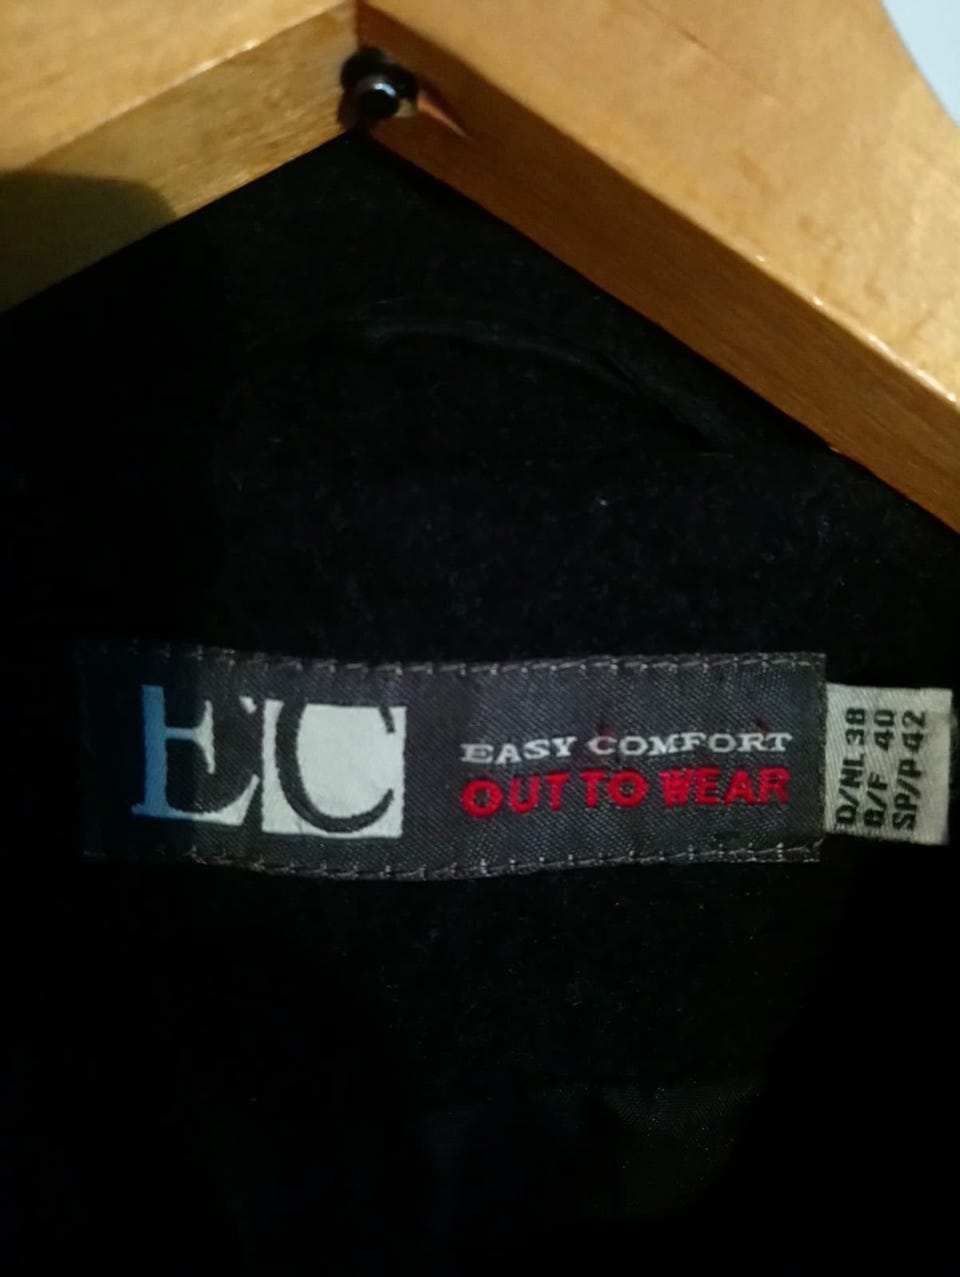 EC
EASY COMFORT
OUT TO WEAR
D/NL 38
B/F 40
SP/P 42